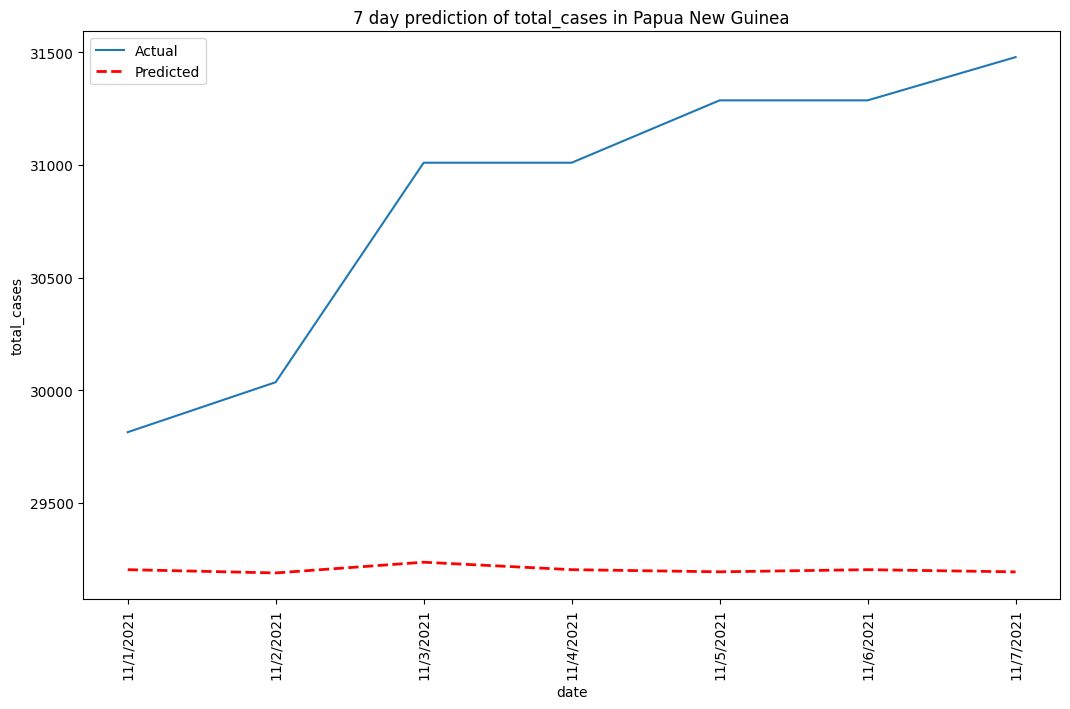 7 day prediction of total_cases in Papua New Guinea
Actual
Predicted
31500
31000
30500
30000
29500
total_cases
11/1/2021
11/2/2021
11/3/2021
11/4/2021
11/5/2021
11/6/2021
11/7/2021
date